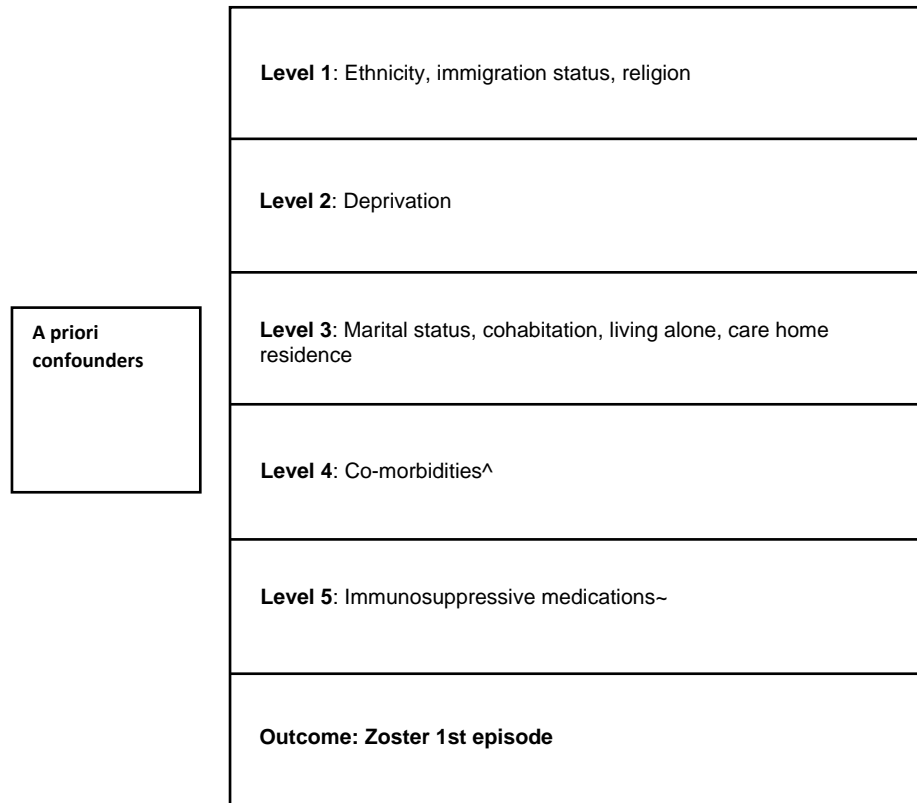 Level 1: Ethnicity, immigration status, religion
Level 2: Deprivation
A priori
confounders
Level 3: Marital status, cohabitation, living alone, care home
residence
Level 4: Co-morbidities^
Level 5: Immunosuppressive medications~
Outcome: Zoster 1st episode